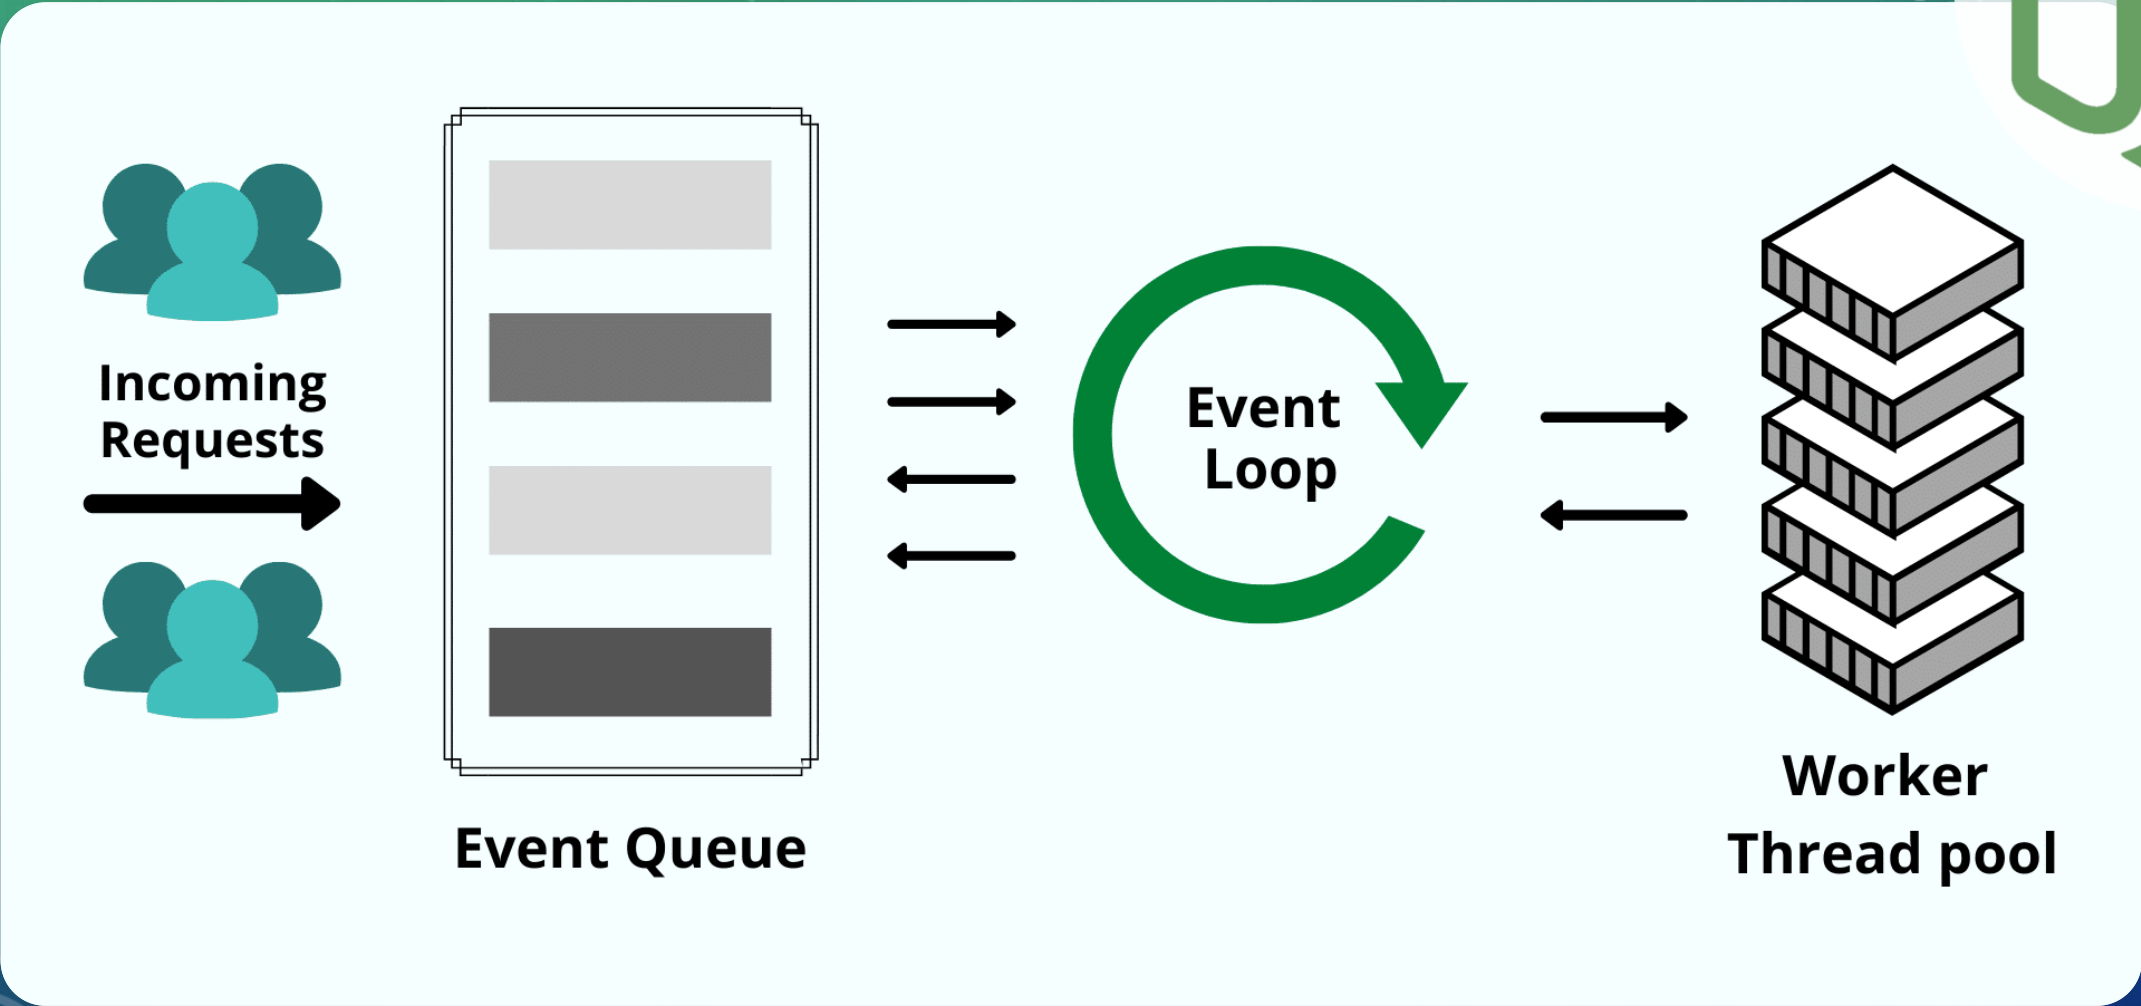 Incoming
Requests
Event Queue
Event
Loop
Worker
Thread pool